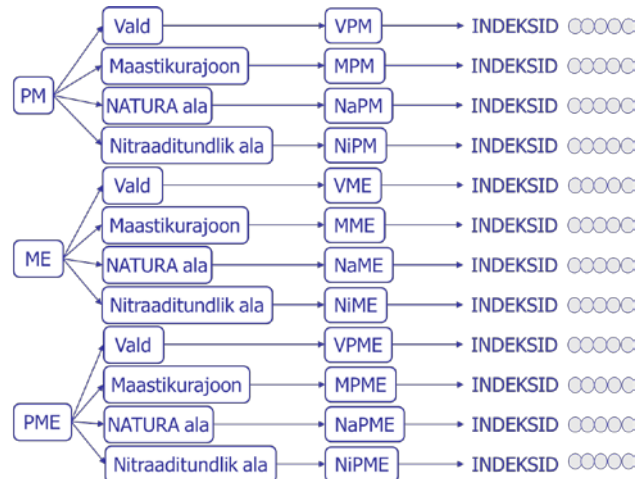 Vald VPM INDEKSID
Maastikurajoon MPM INDEKSID
PM
NATURA ala NaPM INDEKSID
Nitraaditundlik ala NiPM INDEKSID
Vald VME INDEKSID
Maastikurajoon MME INDEKSID
ME
NATURA ala NaME INDEKSID
Nitraaditundlik ala NiME INDEKSID
Vald VPME INDEKSID
Maastikurajoon MPME INDEKSID
PME
NATURA ala NaPME INDEKSID
Nitraaditundlik ala NiPME INDEKSID